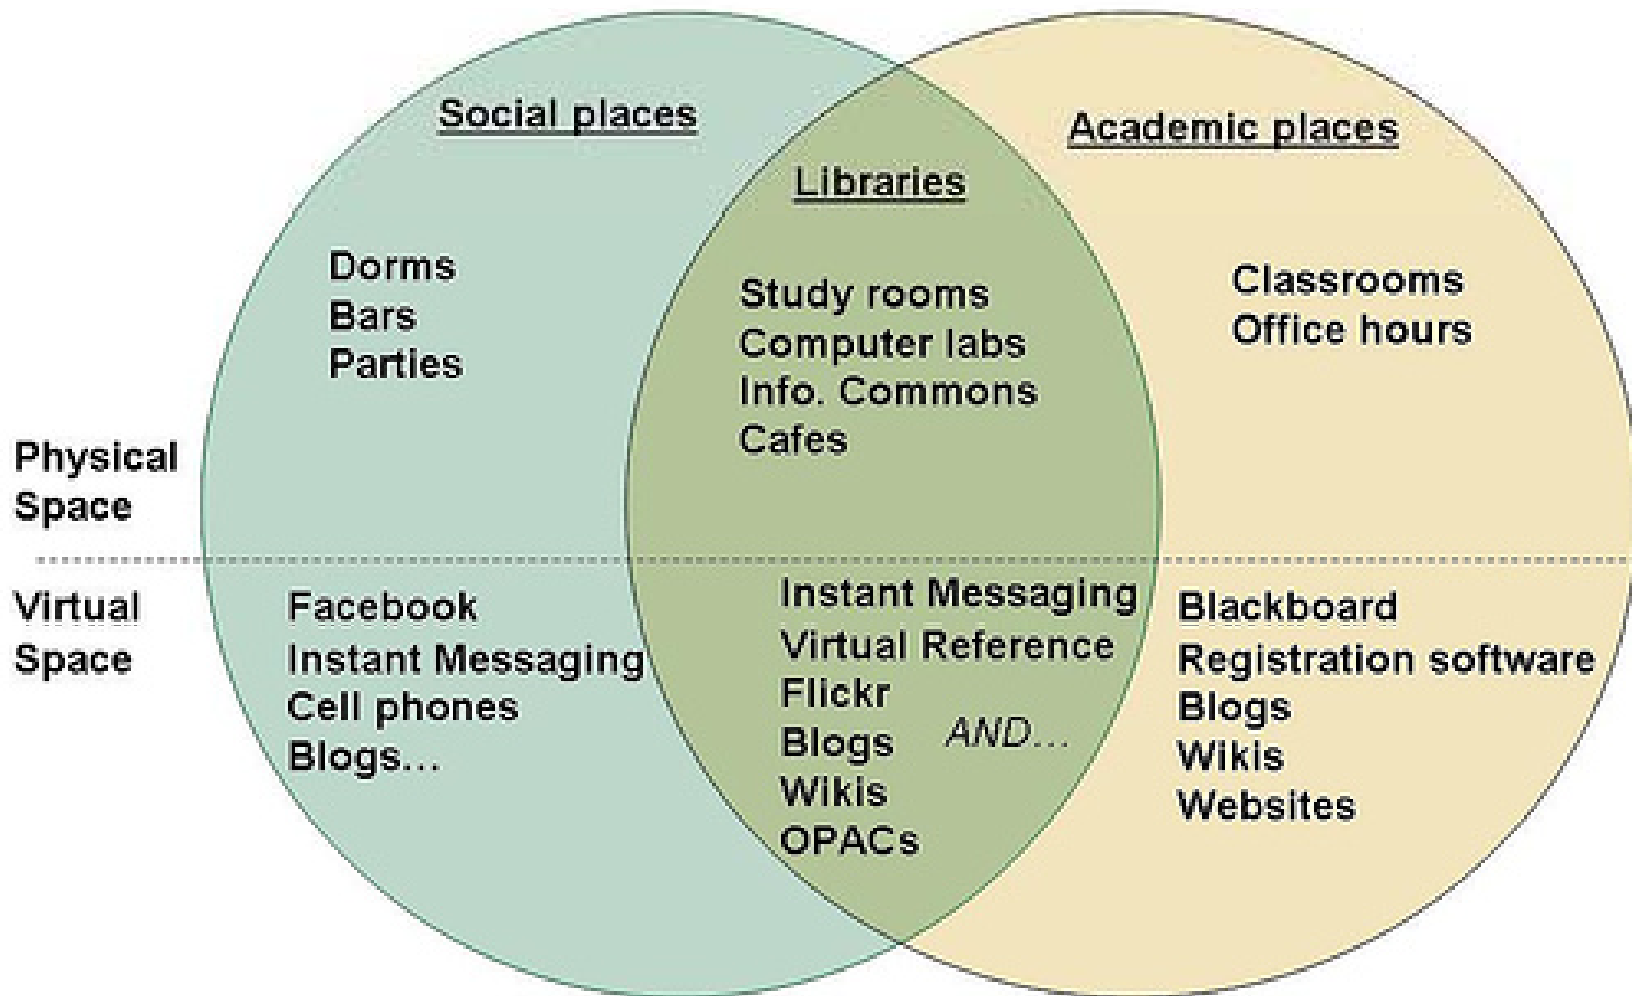 Social places
Academic places
Libraries
Dorms
Bars
Parties
Study rooms
Computer labs
Info. Commons
Cafes
Classrooms
Office hours
Physical
Space
Virtual
Space
Facebook
Instant Messaging
Cell phones
Blogs...
Instant Messaging
Virtual Reference
Flickr
Blogs
AND...
Wikis
OPACs
Blackboard
Registration software
Blogs
Wikis
Websites